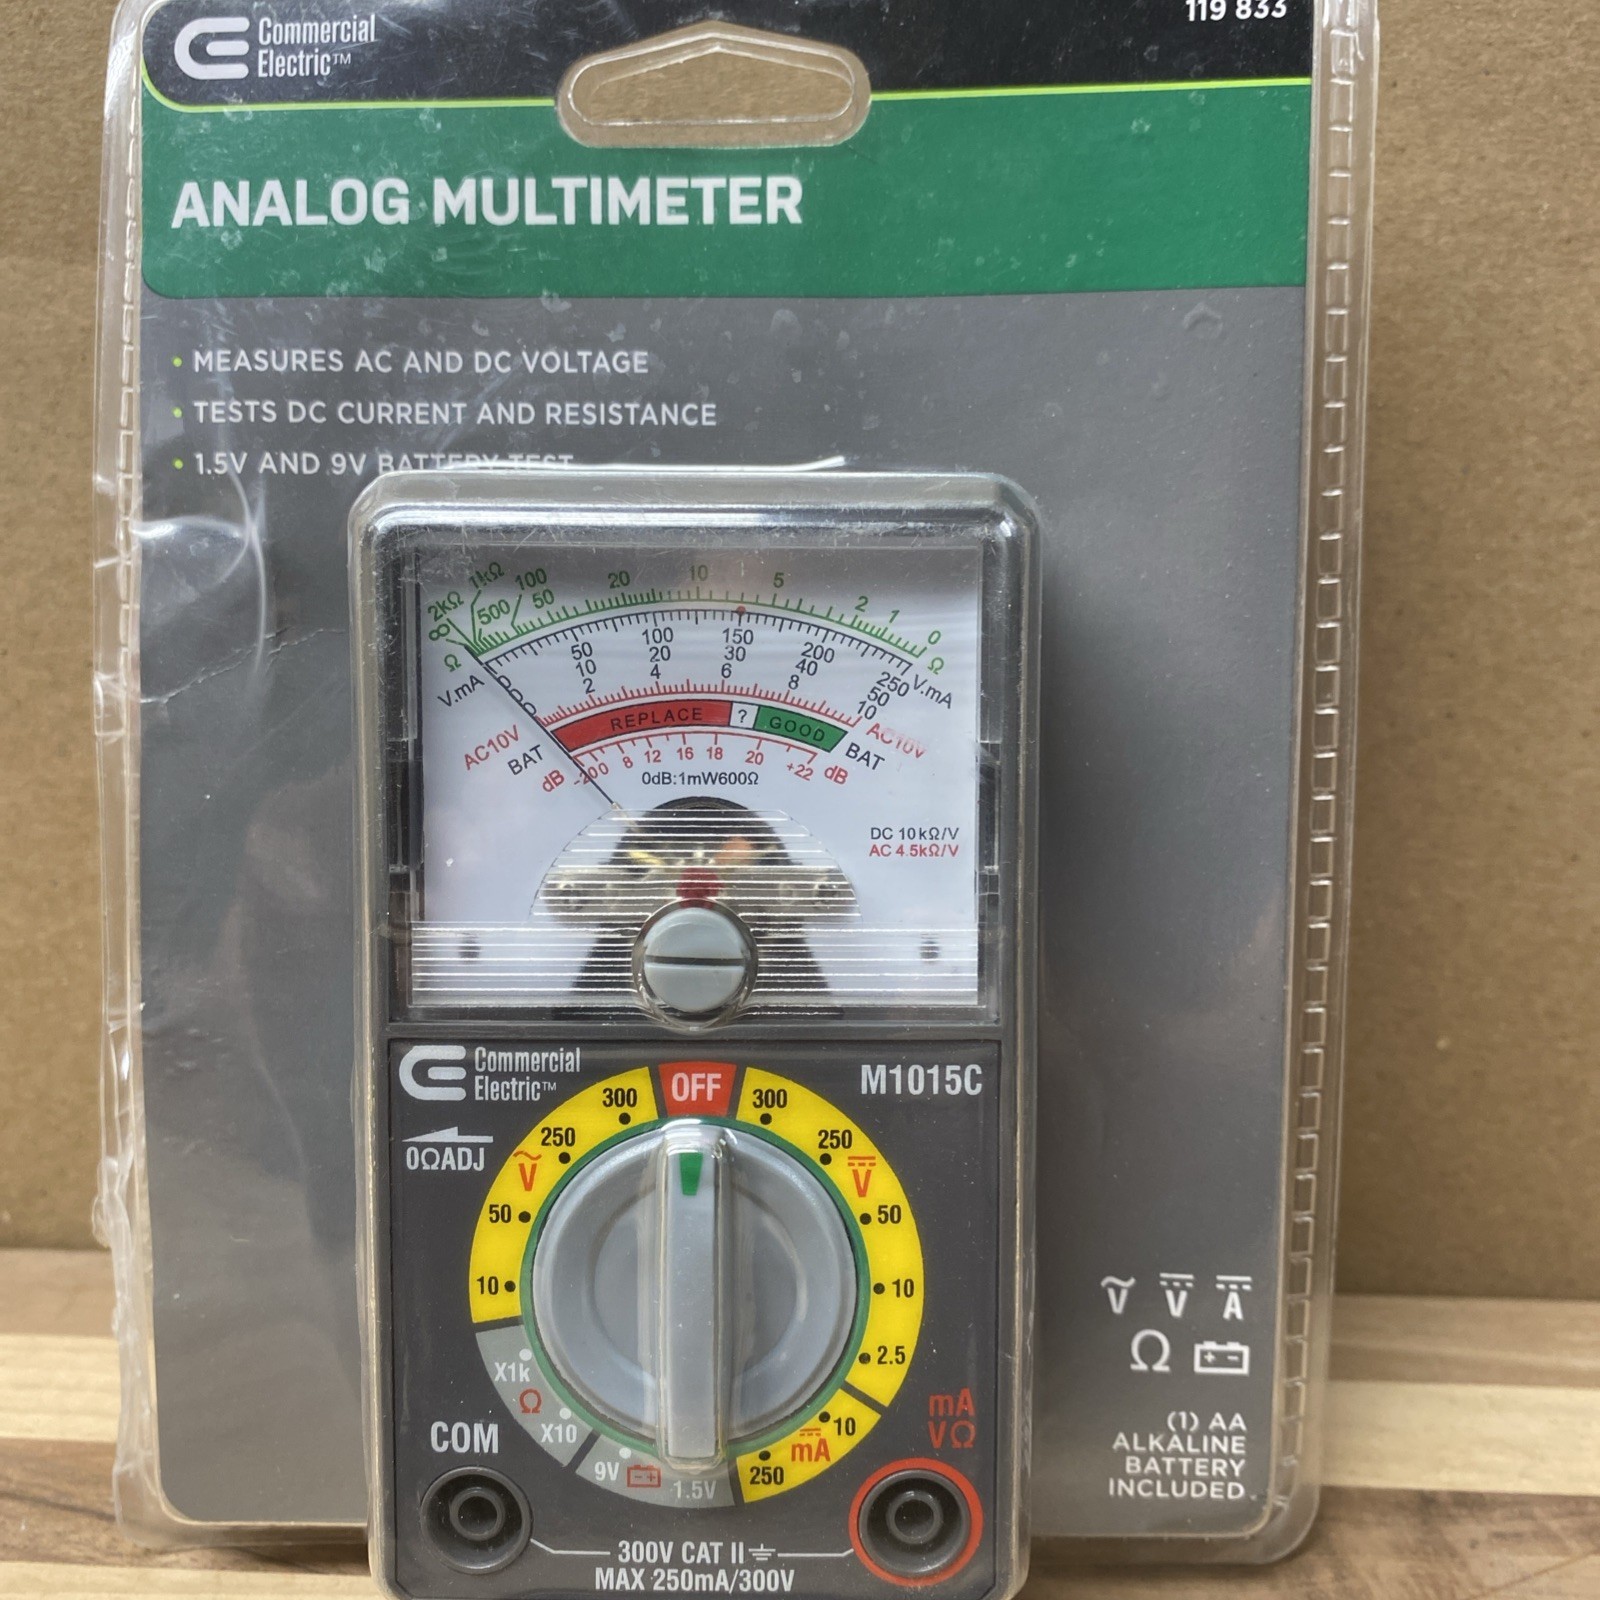 Commercial
Electric™
119 833
ANALOG MULTIMETER
• MEASURES AC AND DC VOLTAGE
• TESTS DC CURRENT AND RESISTANCE
• 1.5V AND 9V BATTERY TEST
∞ 2kΩ 1kΩ 500 100 50 20 10 5 2 1 0
Ω Ω
V.mA 0 50 100 150 200 250 V.mA
0 10 20 30 40 50
0 2 4 6 8 10
AC10V AC10V
BAT REPLACE ? GOOD BAT
dB 8 12 16 18 20 +22 dB
0dB:1mW600Ω
DC 10kΩ/V
AC 4.5kΩ/V
Commercial
Electric™
M1015C
0ΩADJ
OFF
300 300
250 250
V V
50 50
10 10
X1k 2.5
Ω
X10 10
mA
9V 1.5V 250
COM
mA
VΩ
300V CAT II
MAX 250mA/300V
V V A
Ω + -
(1) AA
ALKALINE
BATTERY
INCLUDED